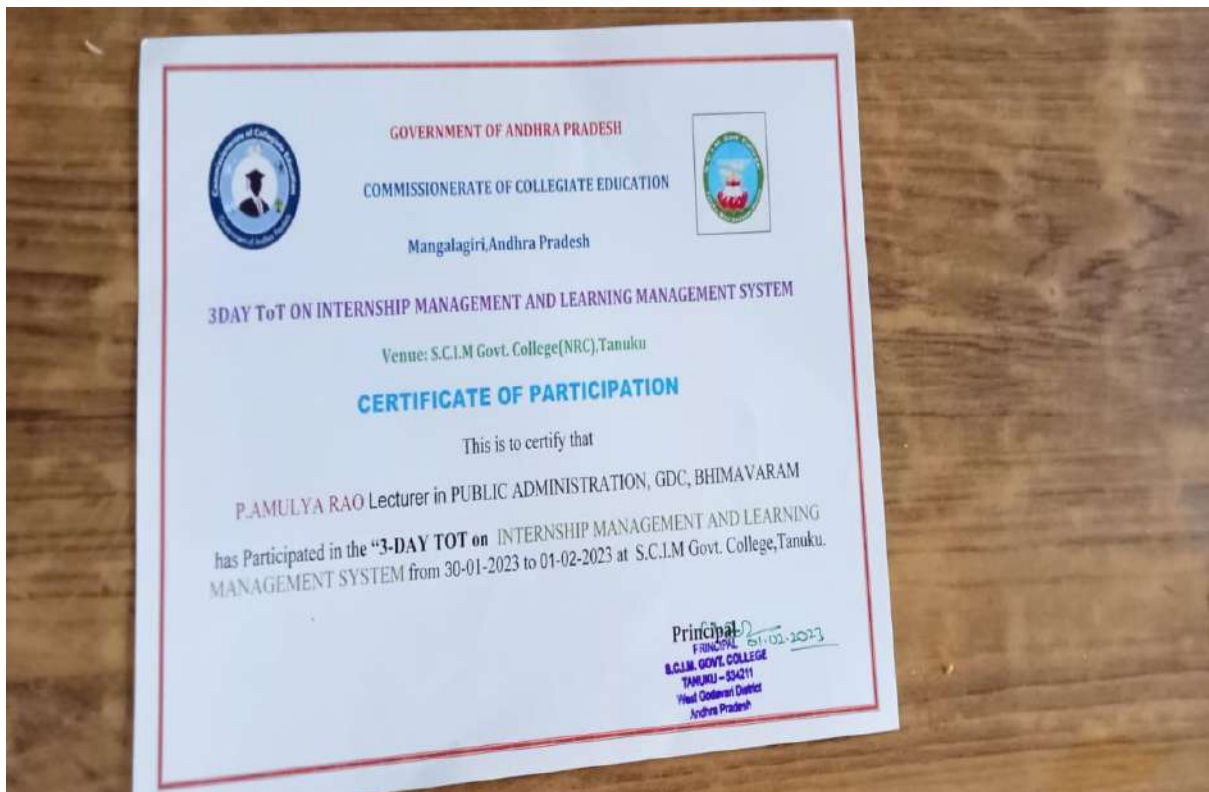 GOVERNMENT OF ANDHRA PRADESH
COMMISSIONERATE OF COLLEGIATE EDUCATION
Mangalagiri,Andhra Pradesh
3DAY ToT ON INTERNSHIP MANAGEMENT AND LEARNING MANAGEMENT SYSTEM
Venue: S.C.I.M Govt. College(NRC),Tanuku
CERTIFICATE OF PARTICIPATION
This is to certify that
P.AMULYA RAO Lecturer in PUBLIC ADMINISTRATION, GDC, BHIMAVARAM
has Participated in the “3-DAY TOT on INTERNSHIP MANAGEMENT AND LEARNING
MANAGEMENT SYSTEM from 30-01-2023 to 01-02-2023 at S.C.I.M Govt. College,Tanuku.
Principal
01-02-2023
PRINCIPAL
S.C.I.M. GOVT. COLLEGE
TANUKU – 534211
West Godavari District
Andhra Pradesh